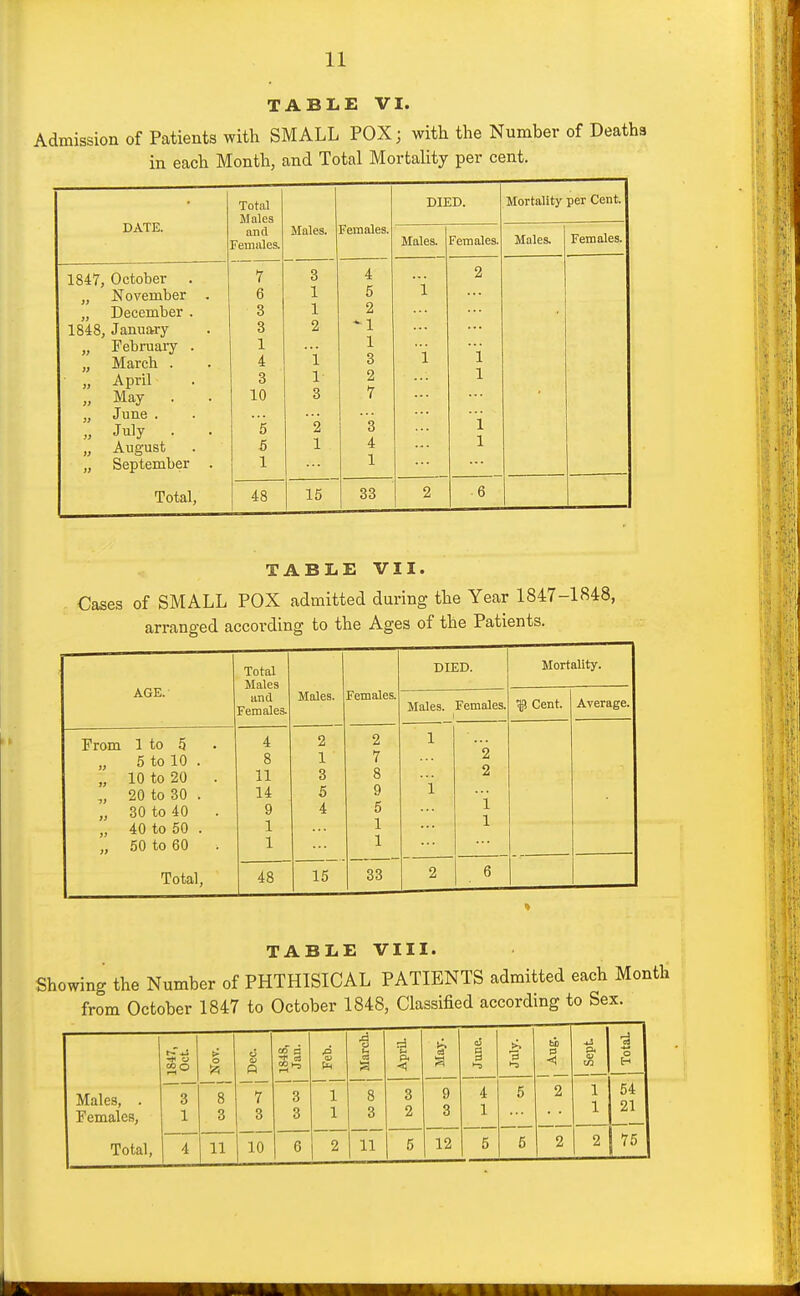 11
TABLE VI.
Admission of Patients with SMALL POX; with the Number of Deaths
in each Month, and Total Mortality per cent.
DATE. Total Males and Females. Males. Females. DIED. Mortality per Cent.
Males. Females. Males. Females.
1847, October . 7 3 4 ... 2
„ November . 6 1 5 1 ...
„ December . 3 1 2 ... ...
1848, January . 3 2 1 ... ...
„ February . 1 ... 1 ... ...
„ March . . 4 1 3 1 1
„ April . 3 1 2 ... 1
„ May . . 10 3 7 ... ...
„ June . . ... ... ... ... ...
„ July . . 5 2 3 ... 1
„ August . 5 1 4 ... 1
„ September . 1 ... 1 ... ...
Total, 48 15 33 2 6
TABLE VII.
Cases of SMALL POX admitted during the Year 1847-1848,
arranged according to the Ages of the Patients.
AGE. Total Males and Females. Males. Females. DIED. Mortality.
Males. Females. ⅌ Cent. Average.
From 1 to 5 . 4 2 2 1 ...
„ 5 to 10 . 8 1 7 ... 2
„ 10 to 20 . 11 3 8 ... 2
„ 20 to 30 . 14 5 9 1 ...
„ 30 to 40 . 9 4 5 ... 1
„ 40 to 50 . 1 ... 1 ... 1
„ 50 to 60 . 1 ... 1 ... ...
Total, 48 15 33 2 6
TABLE VIII.
Showing the Number of PHTHISICAL PATIENTS admitted each Month
from October 1847 to October 1848, Classified according to Sex.
1847, Oct. Nov. Dec. 1848, Jan. Feb. March. April. May. June. July. Aug. Sept. Total.
Males, . 3 8 7 3 1 8 3 9 4 5 2 1 54
Females, 1 3 3 3 1 3 2 3 1 ... . . 1 21
Total, 4 11 10 6 2 11 5 12 5 5 2 2 75